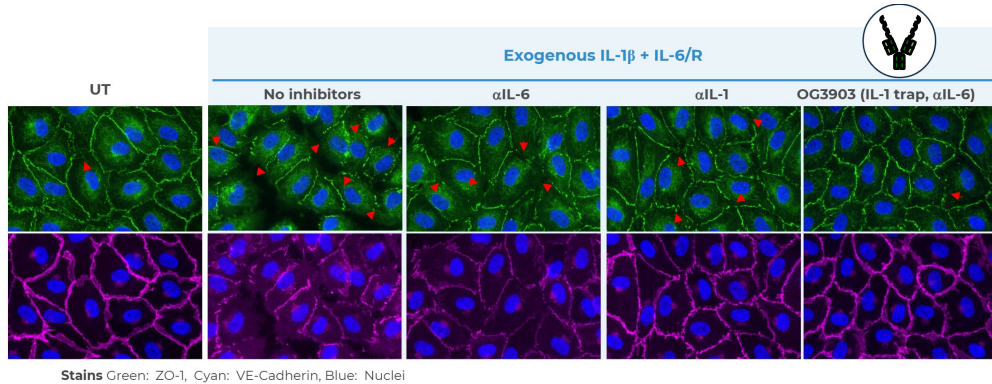 Exogenous IL-1β + IL-6/R
UT
No inhibitors
αIL-6
αIL-1
OG3903 (IL-1 trap, αIL-6)
Stains Green: ZO-1, Cyan: VE-Cadherin, Blue: Nuclei